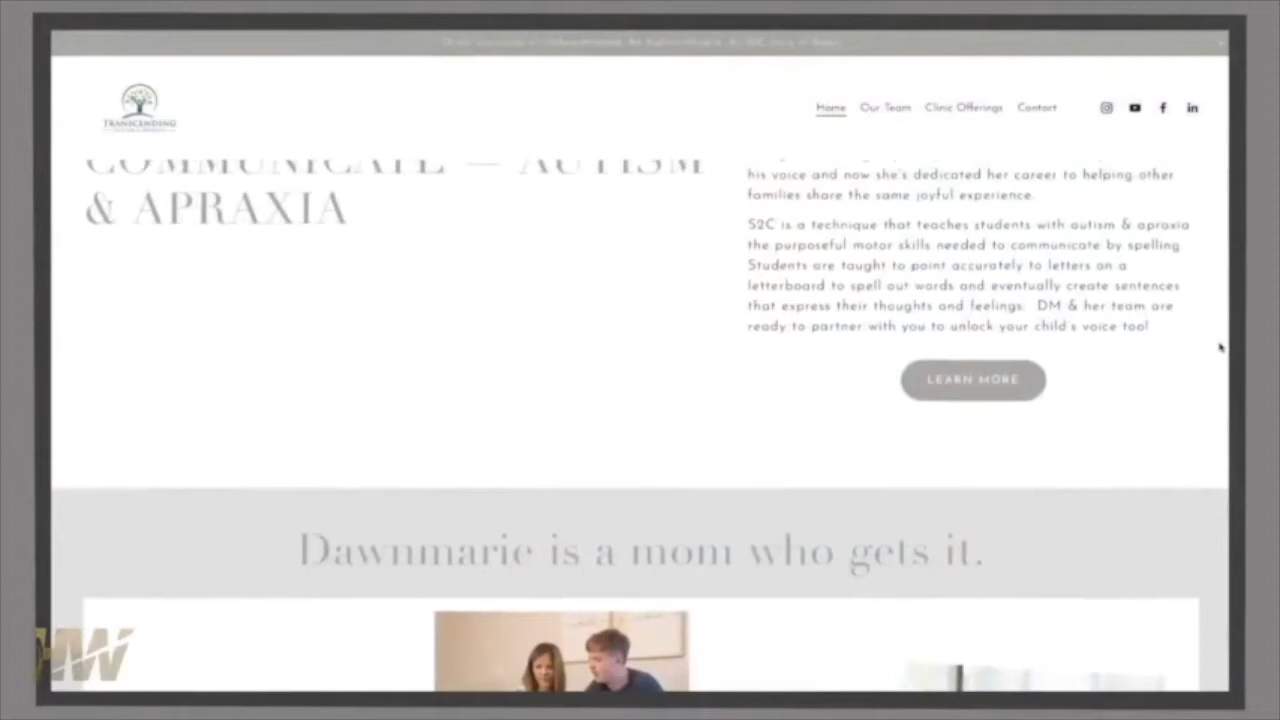 TRANSCENDING
Home Our Team Clinic Offerings Contact
COMMUNICATE — AUTISM
& APRAXIA
his voice and now she's dedicated her career to helping other
families share the same joyful experience.
S2C is a technique that teaches students with autism & apraxia
the purposeful motor skills needed to communicate by spelling
Students are taught to point accurately to letters on a
letterboard to spell out words and eventually create sentences
that express their thoughts and feelings. DM & her team are
ready to partner with you to unlock your child's voice too!
LEARN MORE
Dawnmarie is a mom who gets it.
HW